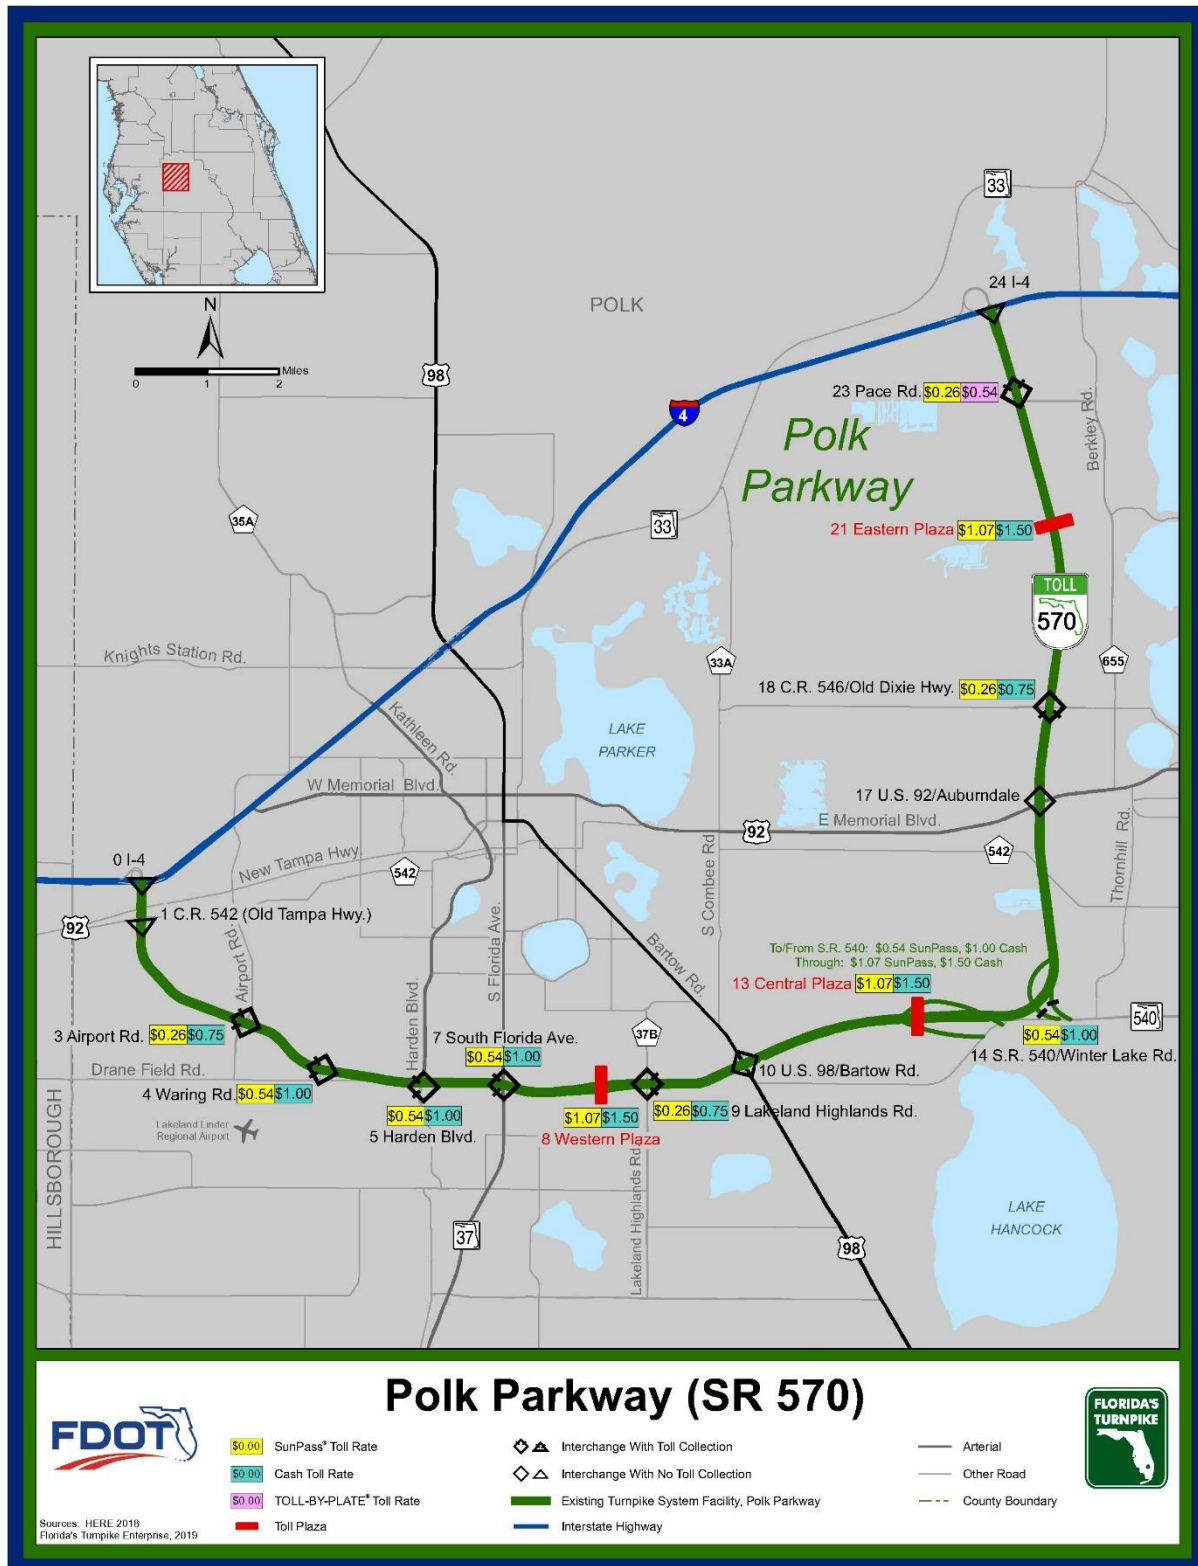 33
24 I-4
POLK
N
Miles
0 1 2
98
23 Pace Rd. $0.26 $0.54
4
Polk
Parkway
Berkley Rd.
35A
33
21 Eastern Plaza $1.07 $1.50
TOLL
570
Knights Station Rd.
33A
655
18 C.R. 546/Old Dixie Hwy. $0.26 $0.75
Kathleen Rd.
LAKE
PARKER
W Memorial Blvd.
17 U.S. 92/Auburndale
E Memorial Blvd.
92
542
Thornhill Rd.
0 I-4
New Tampa Hwy.
542
S Combee Rd
1 C.R. 542 (Old Tampa Hwy.)
92
S Florida Ave.
Bartow Rd.
Airport Rd.
To/From S.R. 540: $0.54 SunPass, $1.00 Cash
Through: $1.07 SunPass, $1.50 Cash
13 Central Plaza $1.07 $1.50
Harden Blvd.
3 Airport Rd. $0.26 $0.75
7 South Florida Ave.
$0.54 $1.00
37B
540
$0.54 $1.00
14 S.R. 540/Winter Lake Rd.
Drane Field Rd.
10 U.S. 98/Bartow Rd.
4 Waring Rd. $0.54 $1.00
$0.54 $1.00
5 Harden Blvd.
$1.07 $1.50
8 Western Plaza
$0.26 $0.75 9 Lakeland Highlands Rd.
Lakeland Linder
Regional Airport
HILLSBOROUGH
Lakeland Highlands Rd.
LAKE
HANCOCK
37
98
Polk Parkway (SR 570)
FDOT
FLORIDA'S
TURNPIKE
$0.00 SunPass® Toll Rate
Interchange With Toll Collection
Arterial
$0.00 Cash Toll Rate
Interchange With No Toll Collection
Other Road
$0.00 TOLL-BY-PLATE® Toll Rate
Existing Turnpike System Facility, Polk Parkway
County Boundary
Toll Plaza
Interstate Highway
Sources: HERE 2018
Florida's Turnpike Enterprise, 2019